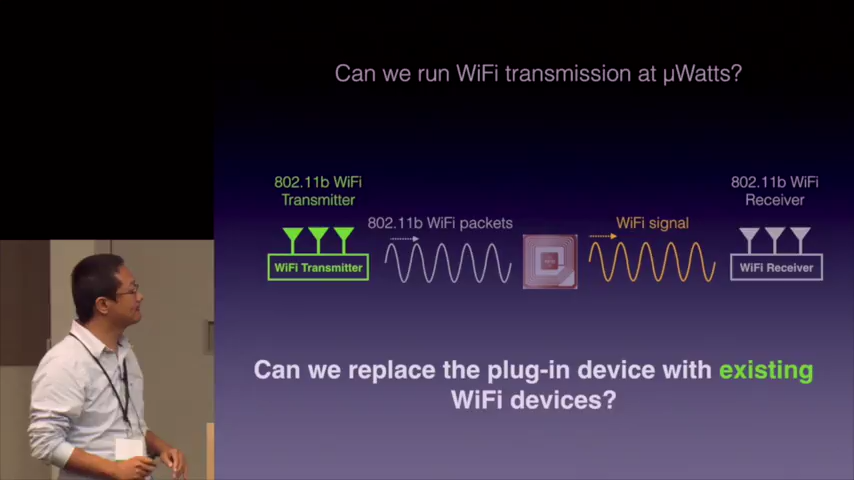 Can we run WiFi transmission at µWatts?
802.11b WiFi
Transmitter
802.11b WiFi packets
WiFi signal
802.11b WiFi
Receiver
WiFi Transmitter
WiFi Receiver
Can we replace the plug-in device with existing
WiFi devices?